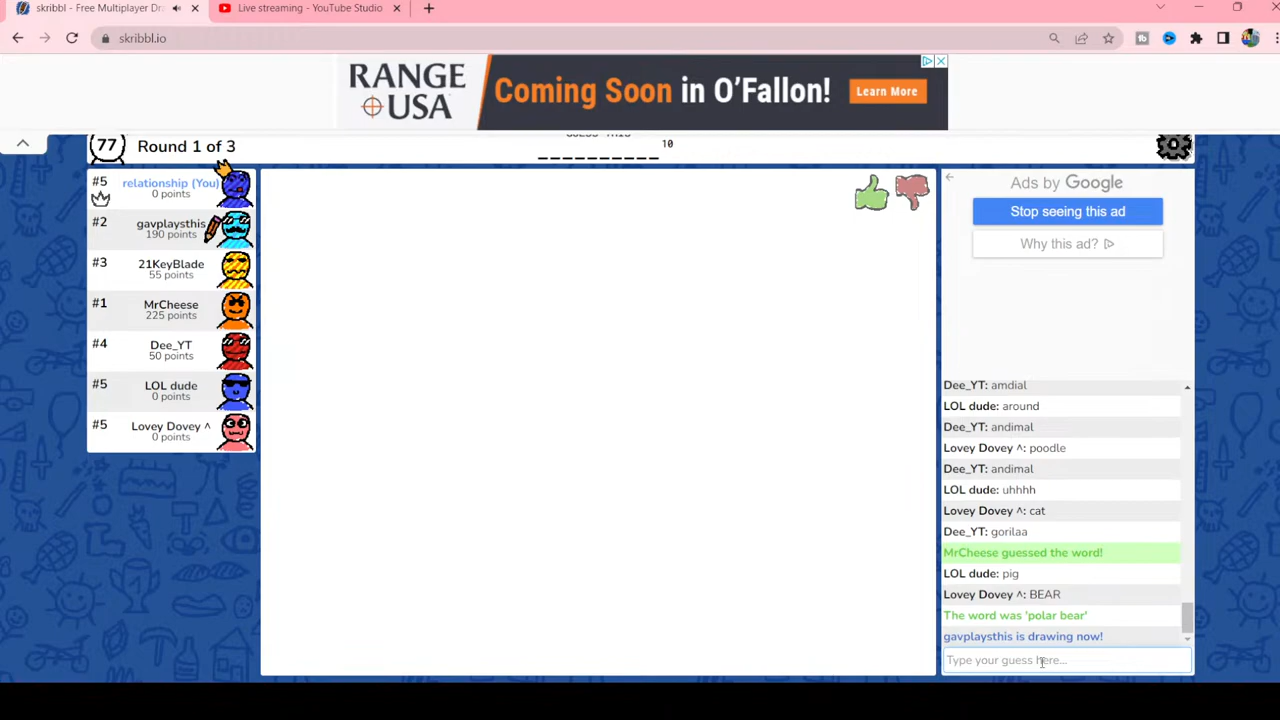 skribbl - Free Multiplayer Dra
Live streaming - YouTube Studio
skribbl.io
RANGE
USA
Coming Soon in O'Fallon!
Learn More
77
Round 1 of 3
GUESS THIS
__________ 10
#5
relationship (You)
0 points
#2
gavplaysthis
190 points
#3
21KeyBlade
55 points
#1
MrCheese
225 points
#4
Dee_YT
50 points
#5
LOL dude
0 points
#5
Lovey Dovey ^
0 points
Ads by Google
Stop seeing this ad
Why this ad?
Dee_YT: amdial
LOL dude: around
Dee_YT: andimal
Lovey Dovey ^: poodle
Dee_YT: andimal
LOL dude: uhhhh
Lovey Dovey ^: cat
Dee_YT: gorilaa
MrCheese guessed the word!
LOL dude: pig
Lovey Dovey ^: BEAR
The word was 'polar bear'
gavplaysthis is drawing now!
Type your guess here...